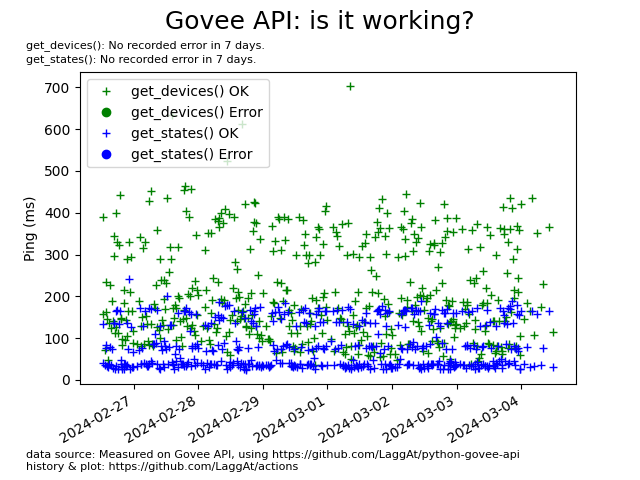 Govee API: is it working?
get_devices(): No recorded error in 7 days.
get_states(): No recorded error in 7 days.
get_devices() OK
get_devices() Error
get_states() OK
get_states() Error
Ping (ms)
700
600
500
400
300
200
100
0
2024-02-27
2024-02-28
2024-02-29
2024-03-01
2024-03-02
2024-03-03
2024-03-04
data source: Measured on Govee API, using https://github.com/LaggAt/python-govee-api
history & plot: https://github.com/LaggAt/actions